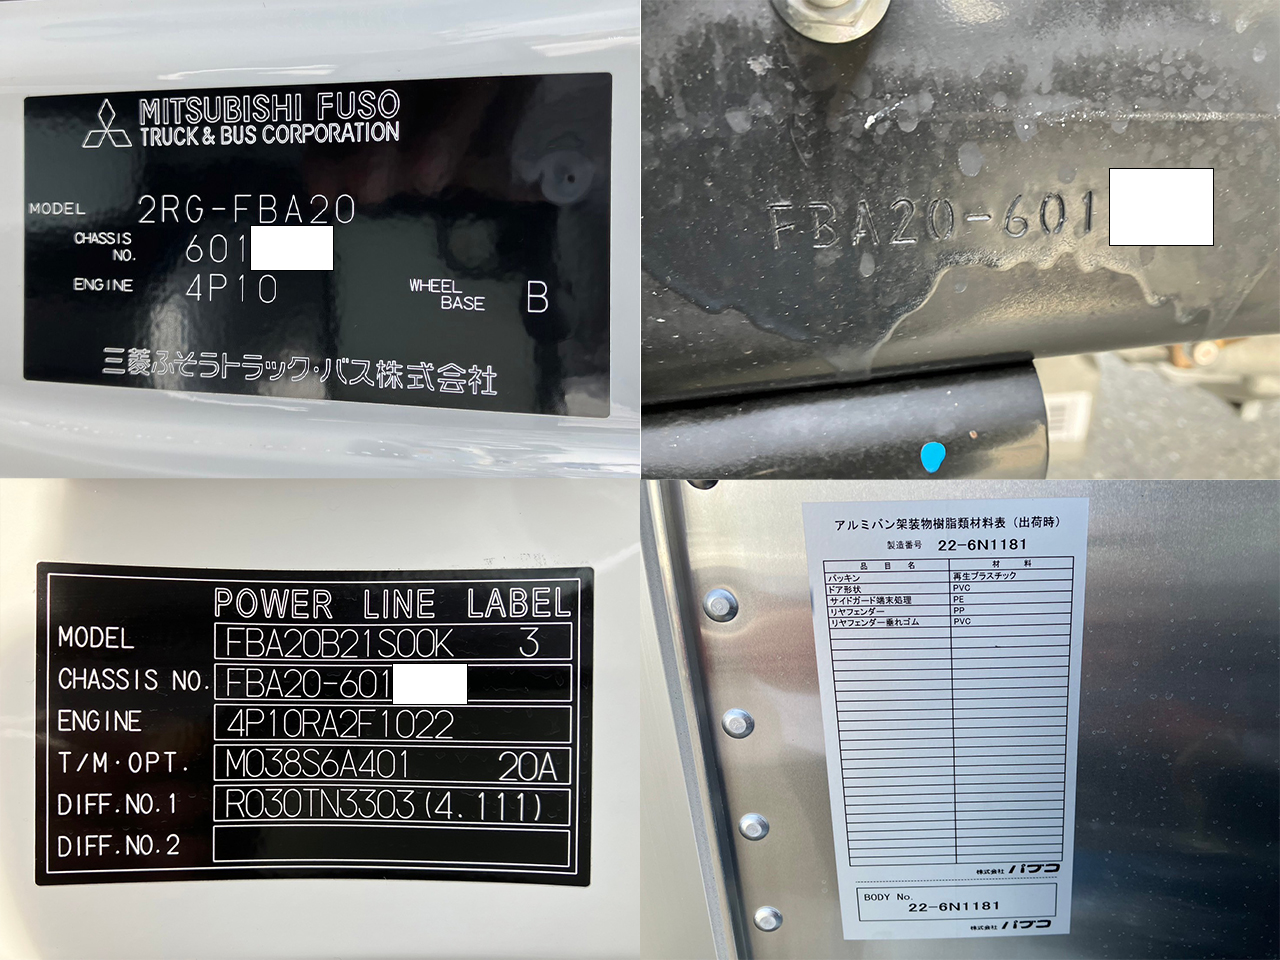 MITSUBISHI FUSO
TRUCK & BUS CORPORATION
MODEL 2RG-FBA20
CHASSIS NO. 601
ENGINE 4P10
WHEEL BASE B
三菱ふそうトラック・バス株式会社
FBA20-601
POWER LINE LABEL
MODEL FBA20B21S00K 3
CHASSIS NO. FBA20-601
ENGINE 4P10RA2F1022
T/M・OPT. M038S6A401 20A
DIFF.NO.1 R030TN3303(4.111)
DIFF.NO.2
アルミバン架装物樹脂類材料表(出荷時)
製造番号 22-6N1181
品目名 材料
パッキン 再生プラスチック
ドア形状 PVC
サイドガード端末処理 PE
リヤフェンダー PP
リヤフェンダー垂れゴム PVC
株式会社 パブコ
BODY No.
22-6N1181
株式会社 パブコ